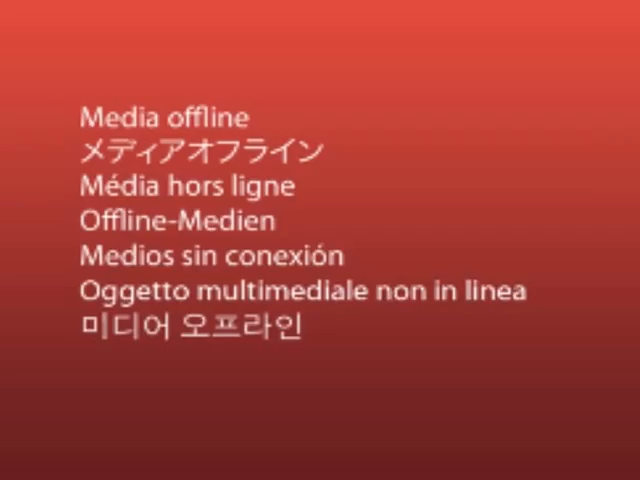 Media offline
メディアオフライン
Média hors ligne
Offline-Medien
Medios sin conexión
Oggetto multimediale non in linea
미디어 오프라인